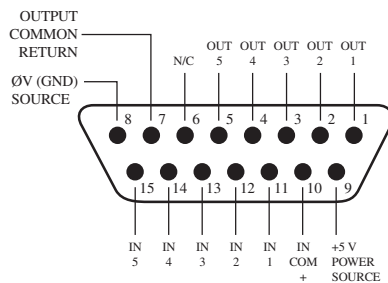 OUTPUT
COMMON
RETURN
ØV (GND)
SOURCE
N/C
OUT
5
OUT
4
OUT
3
OUT
2
OUT
1
8 7 6 5 4 3 2 1
15 14 13 12 11 10 9
IN
5
IN
4
IN
3
IN
2
IN
1
IN
COM
+
+5 V
POWER
SOURCE